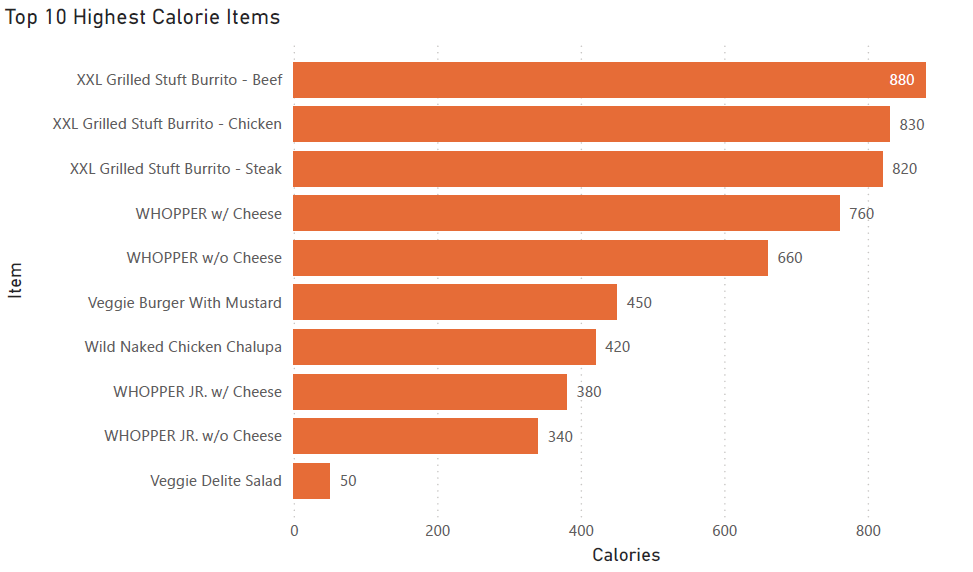 Top 10 Highest Calorie Items
XXL Grilled Stuft Burrito - Beef 880
XXL Grilled Stuft Burrito - Chicken 830
XXL Grilled Stuft Burrito - Steak 820
WHOPPER w/ Cheese 760
WHOPPER w/o Cheese 660
Veggie Burger With Mustard 450
Wild Naked Chicken Chalupa 420
WHOPPER JR. w/ Cheese 380
WHOPPER JR. w/o Cheese 340
Veggie Delite Salad 50
Item
0 200 400 600 800
Calories